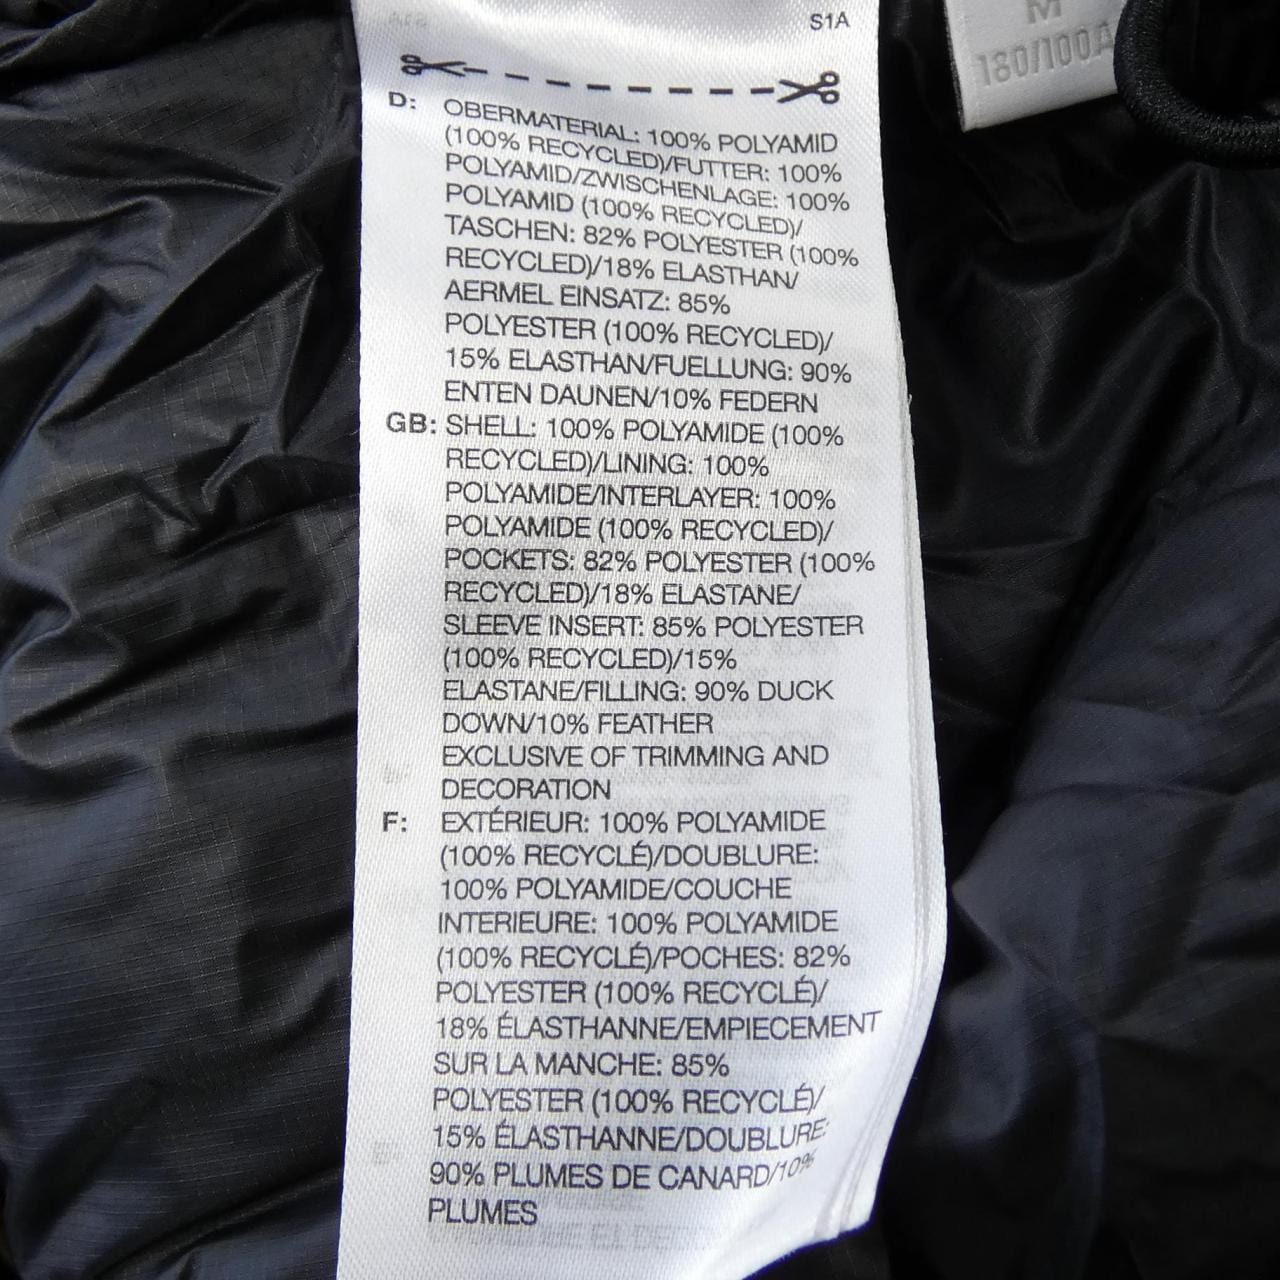 S1A
M
180/100A
D: OBERMATERIAL: 100% POLYAMID
(100% RECYCLED)/FUTTER: 100%
POLYAMID/ZWISCHENLAGE: 100%
POLYAMID (100% RECYCLED)/
TASCHEN: 82% POLYESTER (100%
RECYCLED)/18% ELASTHAN/
AERMEL EINSATZ: 85%
POLYESTER (100% RECYCLED)/
15% ELASTHAN/FUELLUNG: 90%
ENTEN DAUNEN/10% FEDERN
GB: SHELL: 100% POLYAMIDE (100%
RECYCLED)/LINING: 100%
POLYAMIDE/INTERLAYER: 100%
POLYAMIDE (100% RECYCLED)/
POCKETS: 82% POLYESTER (100%
RECYCLED)/18% ELASTANE/
SLEEVE INSERT: 85% POLYESTER
(100% RECYCLED)/15%
ELASTANE/FILLING: 90% DUCK
DOWN/10% FEATHER
EXCLUSIVE OF TRIMMING AND
DECORATION
F: EXTÉRIEUR: 100% POLYAMIDE
(100% RECYCLÉ)/DOUBLURE:
100% POLYAMIDE/COUCHE
INTERIEURE: 100% POLYAMIDE
(100% RECYCLÉ)/POCHES: 82%
POLYESTER (100% RECYCLÉ)/
18% ÉLASTHANNE/EMPIECEMENT
SUR LA MANCHE: 85%
POLYESTER (100% RECYCLÉ)/
15% ÉLASTHANNE/DOUBLURE:
90% PLUMES DE CANARD/10%
PLUMES